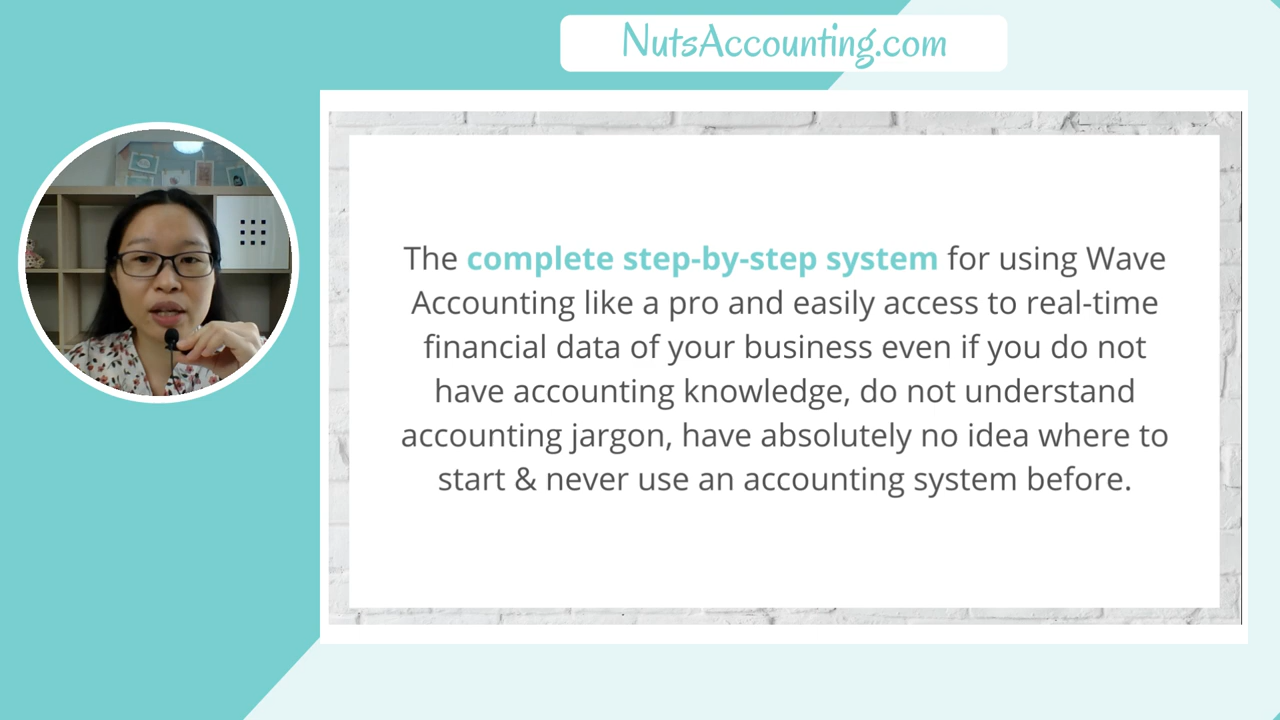 NutsAccounting.com
The complete step-by-step system for using Wave
Accounting like a pro and easily access to real-time
financial data of your business even if you do not
have accounting knowledge, do not understand
accounting jargon, have absolutely no idea where to
start & never use an accounting system before.